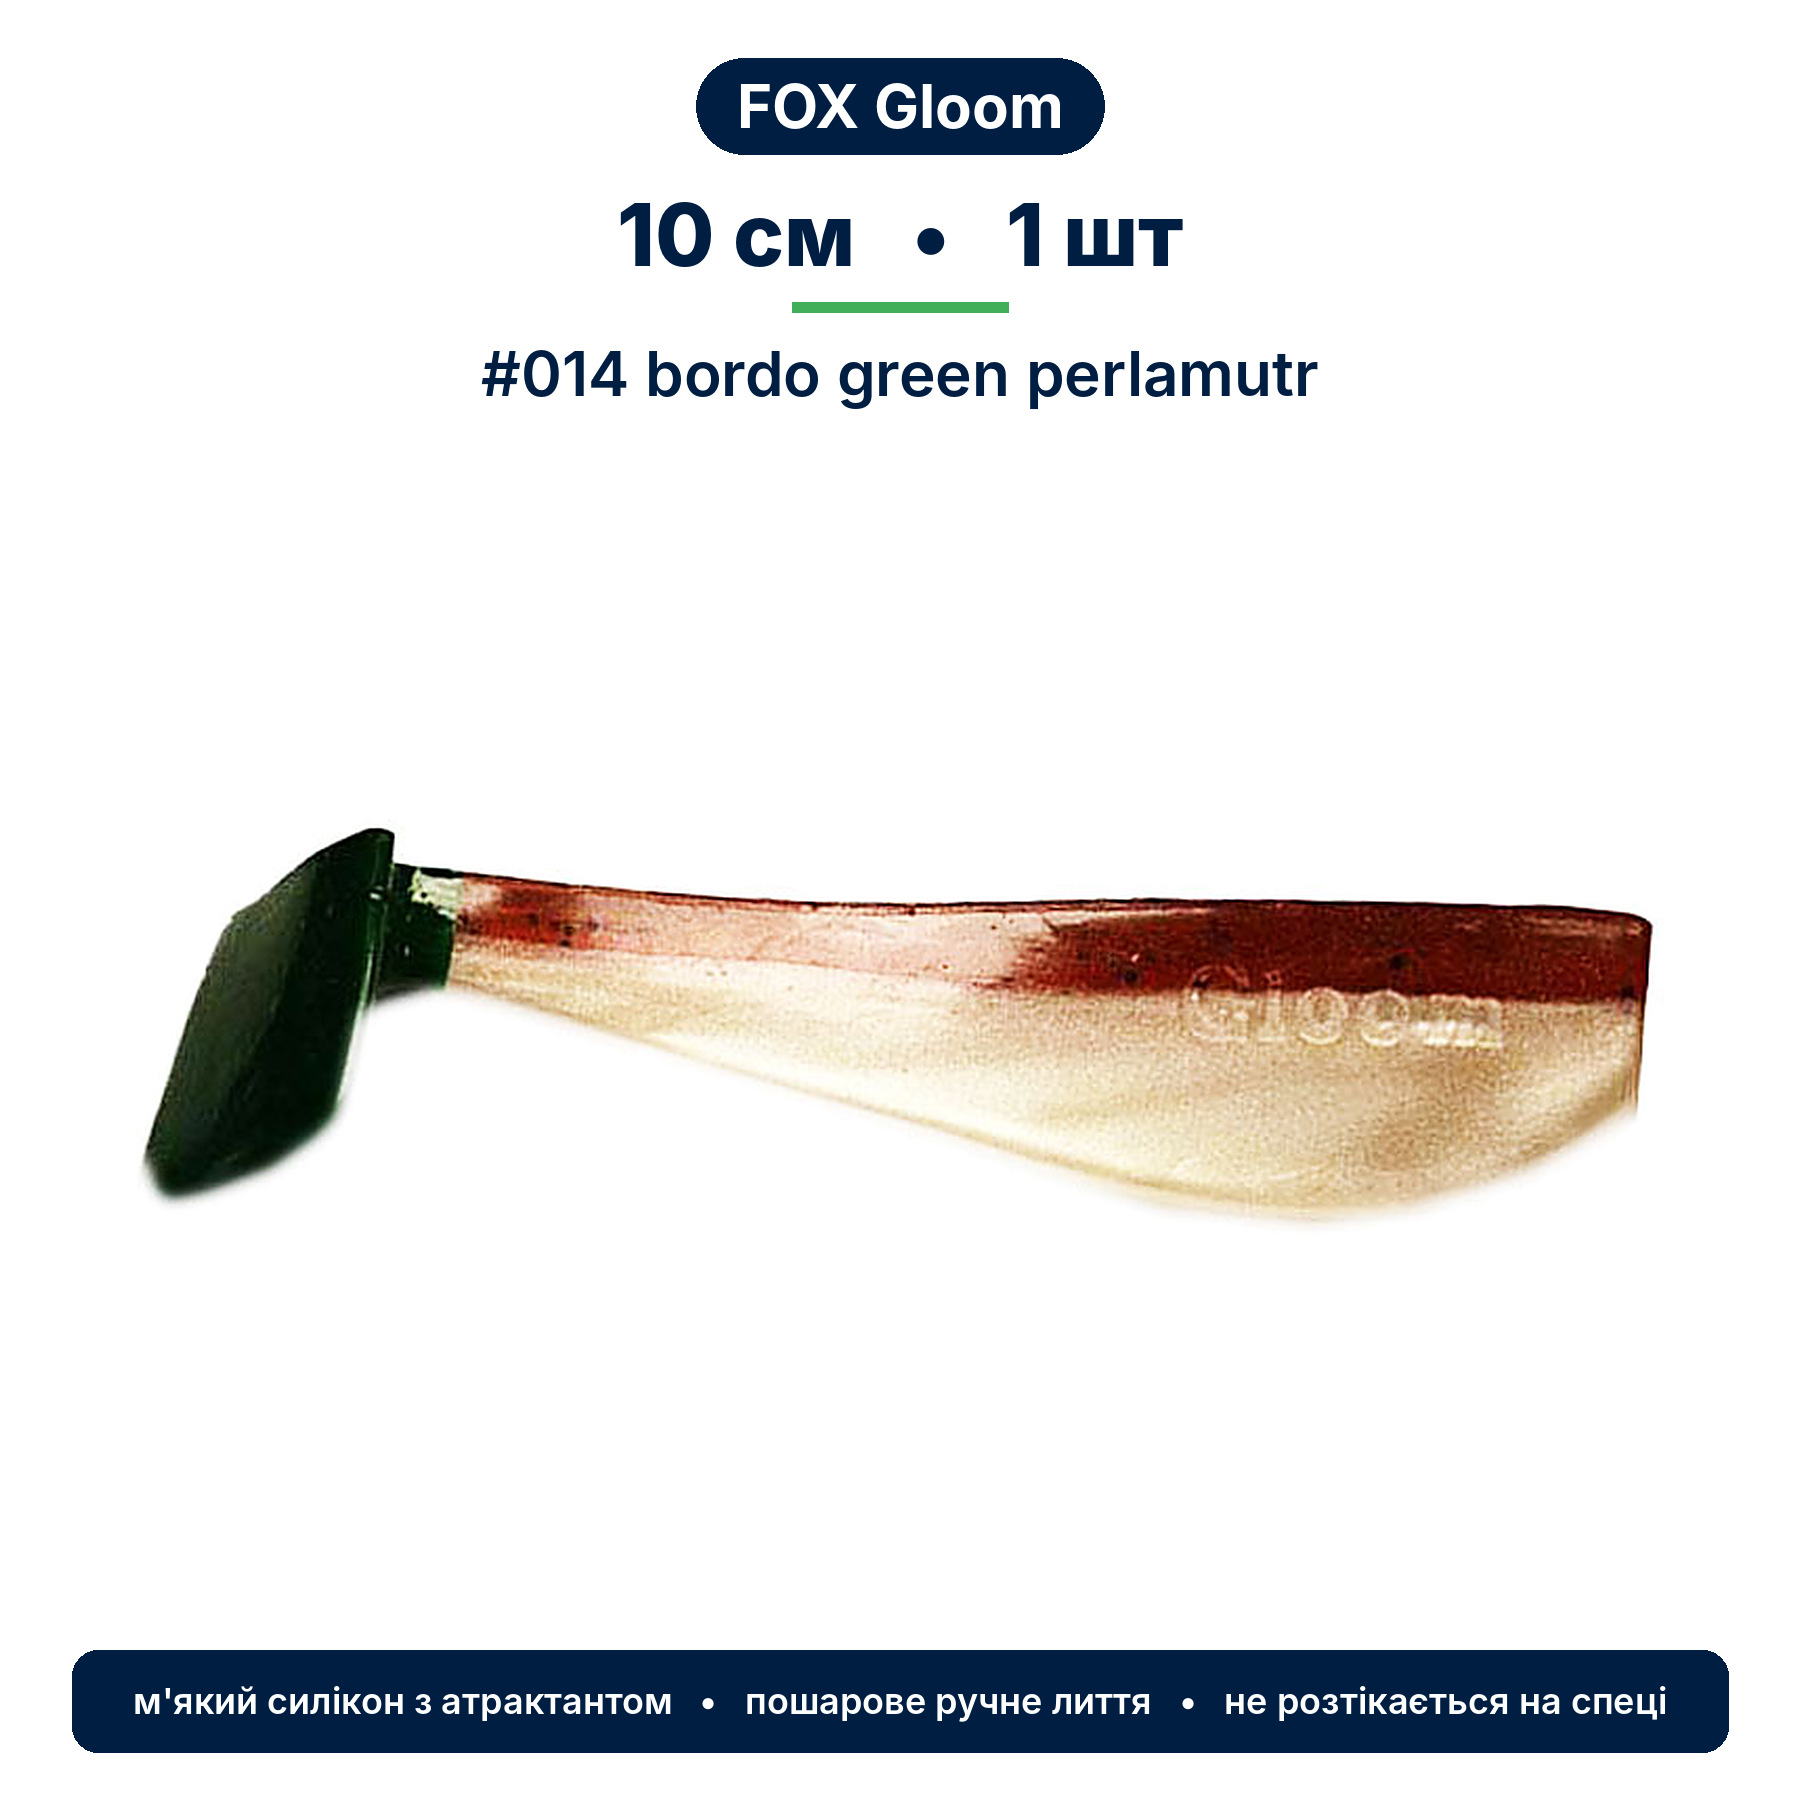 FOX Gloom
10 см • 1 шт
#014 bordo green perlamutr
Gloom
м'який силікон з атрактантом • пошарове ручне лиття • не розтікається на спеці